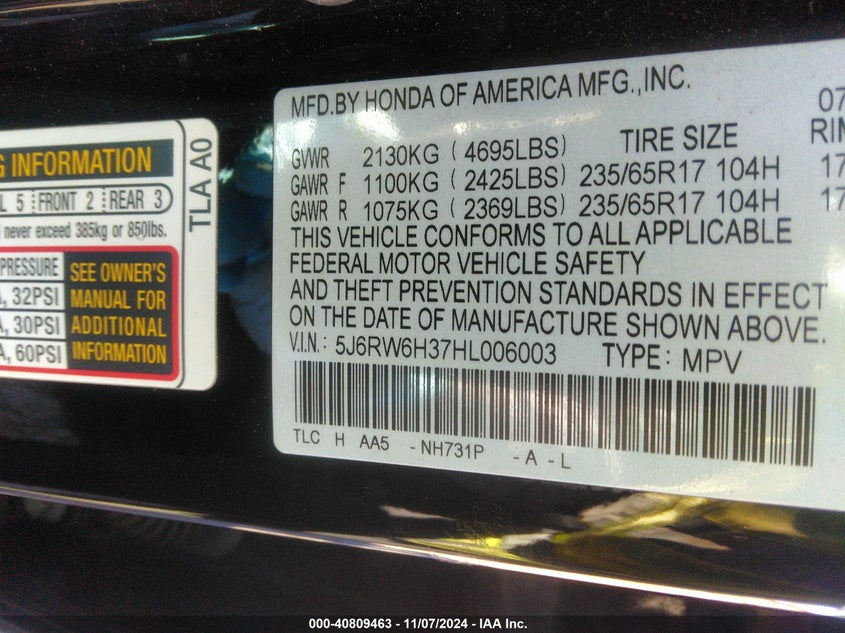 G INFORMATION
L 5 FRONT 2 REAR 3
never exceed 385kg or 850lbs.
PRESSURE
, 32PSI
, 30PSI
, 60PSI
SEE OWNER'S
MANUAL FOR
ADDITIONAL
INFORMATION
TLA A0
MFD.BY HONDA OF AMERICA MFG.,INC. 07
TIRE SIZE RIM
GVWR 2130KG (4695LBS)
GAWR F 1100KG (2425LBS) 235/65R17 104H 17
GAWR R 1075KG (2369LBS) 235/65R17 104H 17
THIS VEHICLE CONFORMS TO ALL APPLICABLE
FEDERAL MOTOR VEHICLE SAFETY
AND THEFT PREVENTION STANDARDS IN EFFECT
ON THE DATE OF MANUFACTURE SHOWN ABOVE.
V.I.N.: 5J6RW6H37HL006003 TYPE: MPV
TLC H AA5 - NH731P - A - L
000-40809463 - 11/07/2024 - IAA Inc.